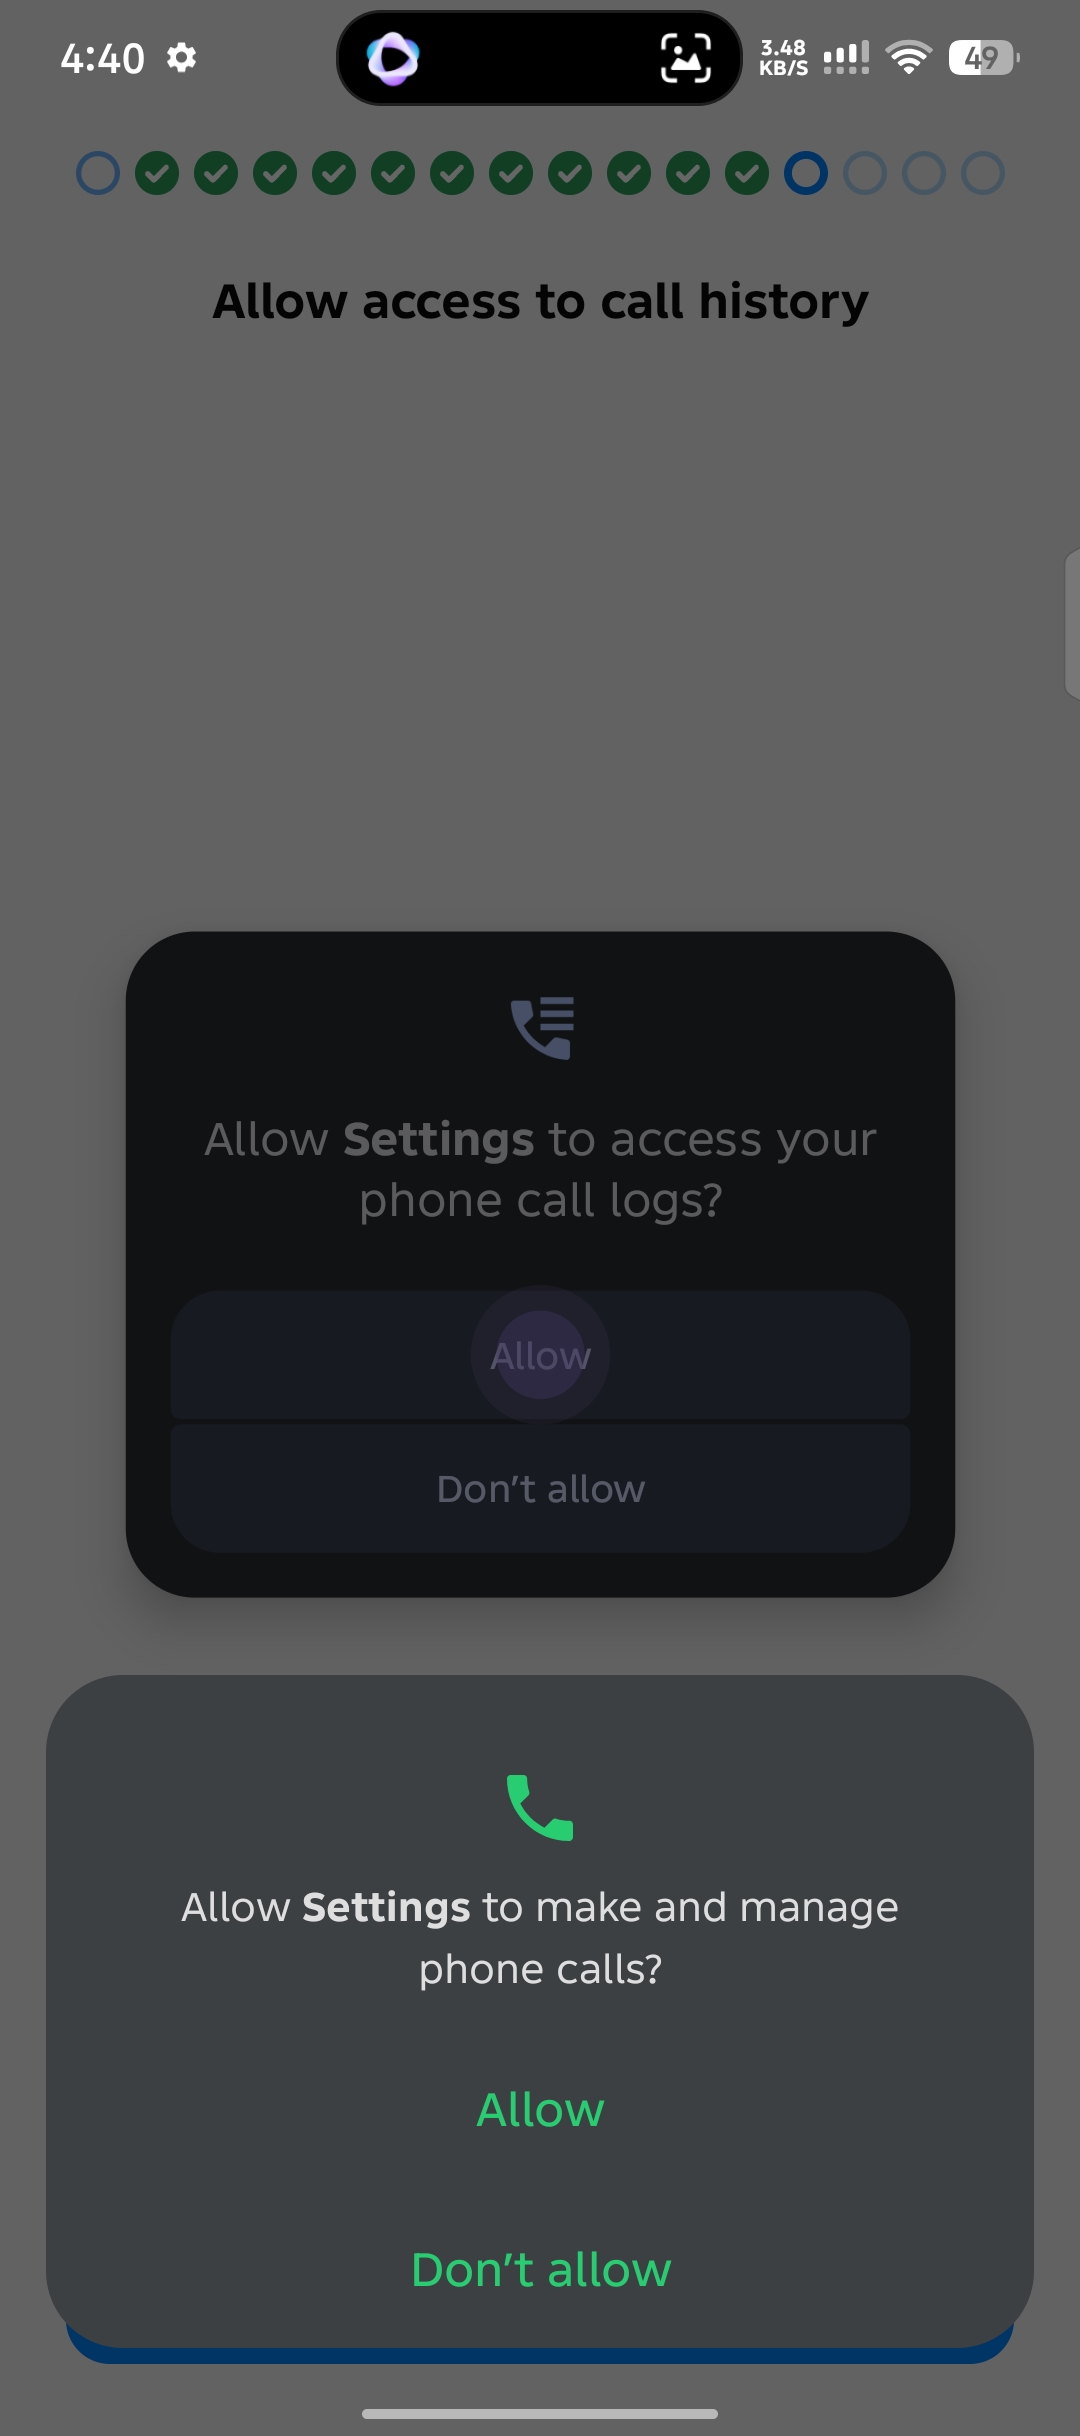 4:40
3.48
KB/S
49
Allow access to call history
Allow Settings to access your
phone call logs?
Allow
Don't allow
Allow Settings to make and manage
phone calls?
Allow
Don't allow